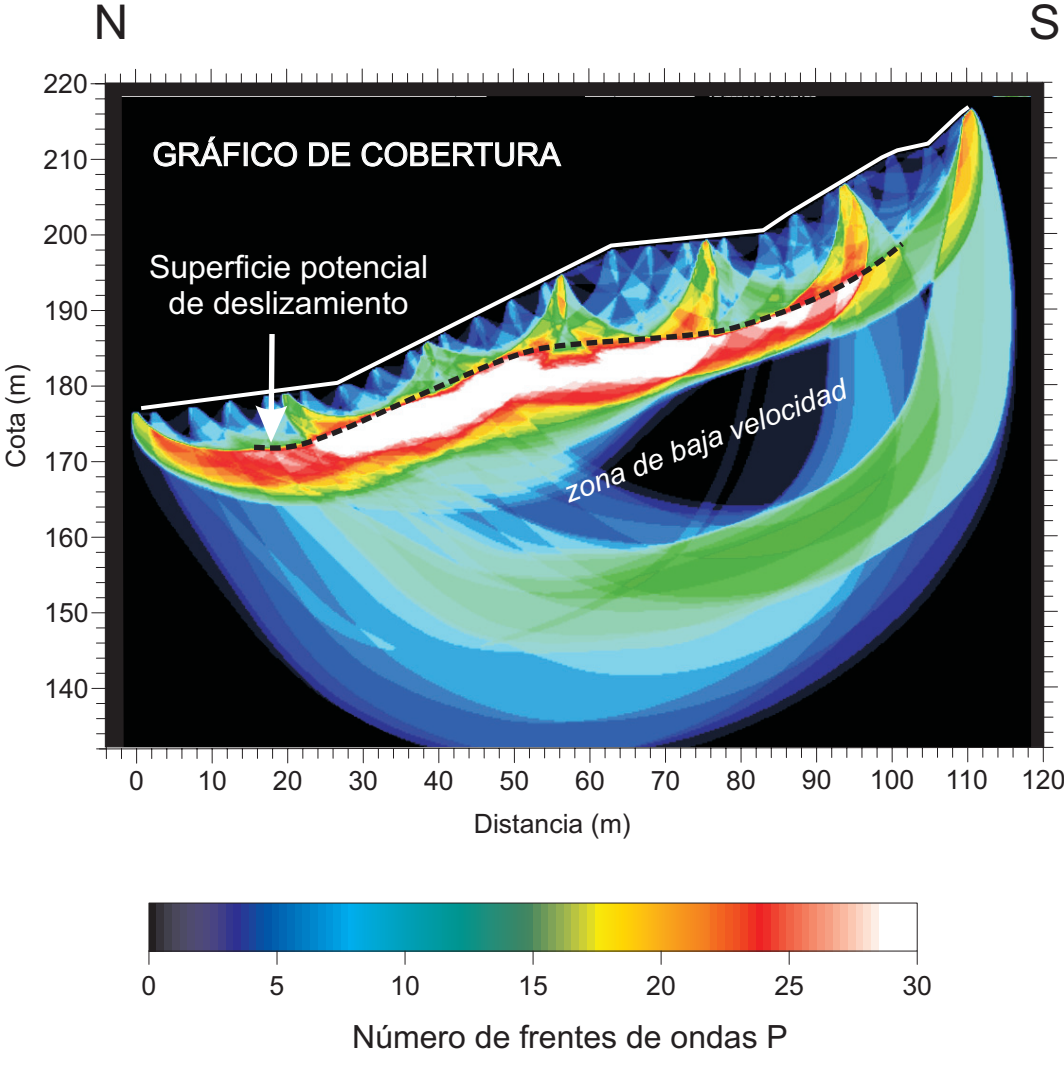 N
S
220
210
200
190
180
170
160
150
140
Cota (m)
GRÁFICO DE COBERTURA
Superficie potencial
de deslizamiento
zona de baja velocidad
0 10 20 30 40 50 60 70 80 90 100 110 120
Distancia (m)
0 5 10 15 20 25 30
Número de frentes de ondas P